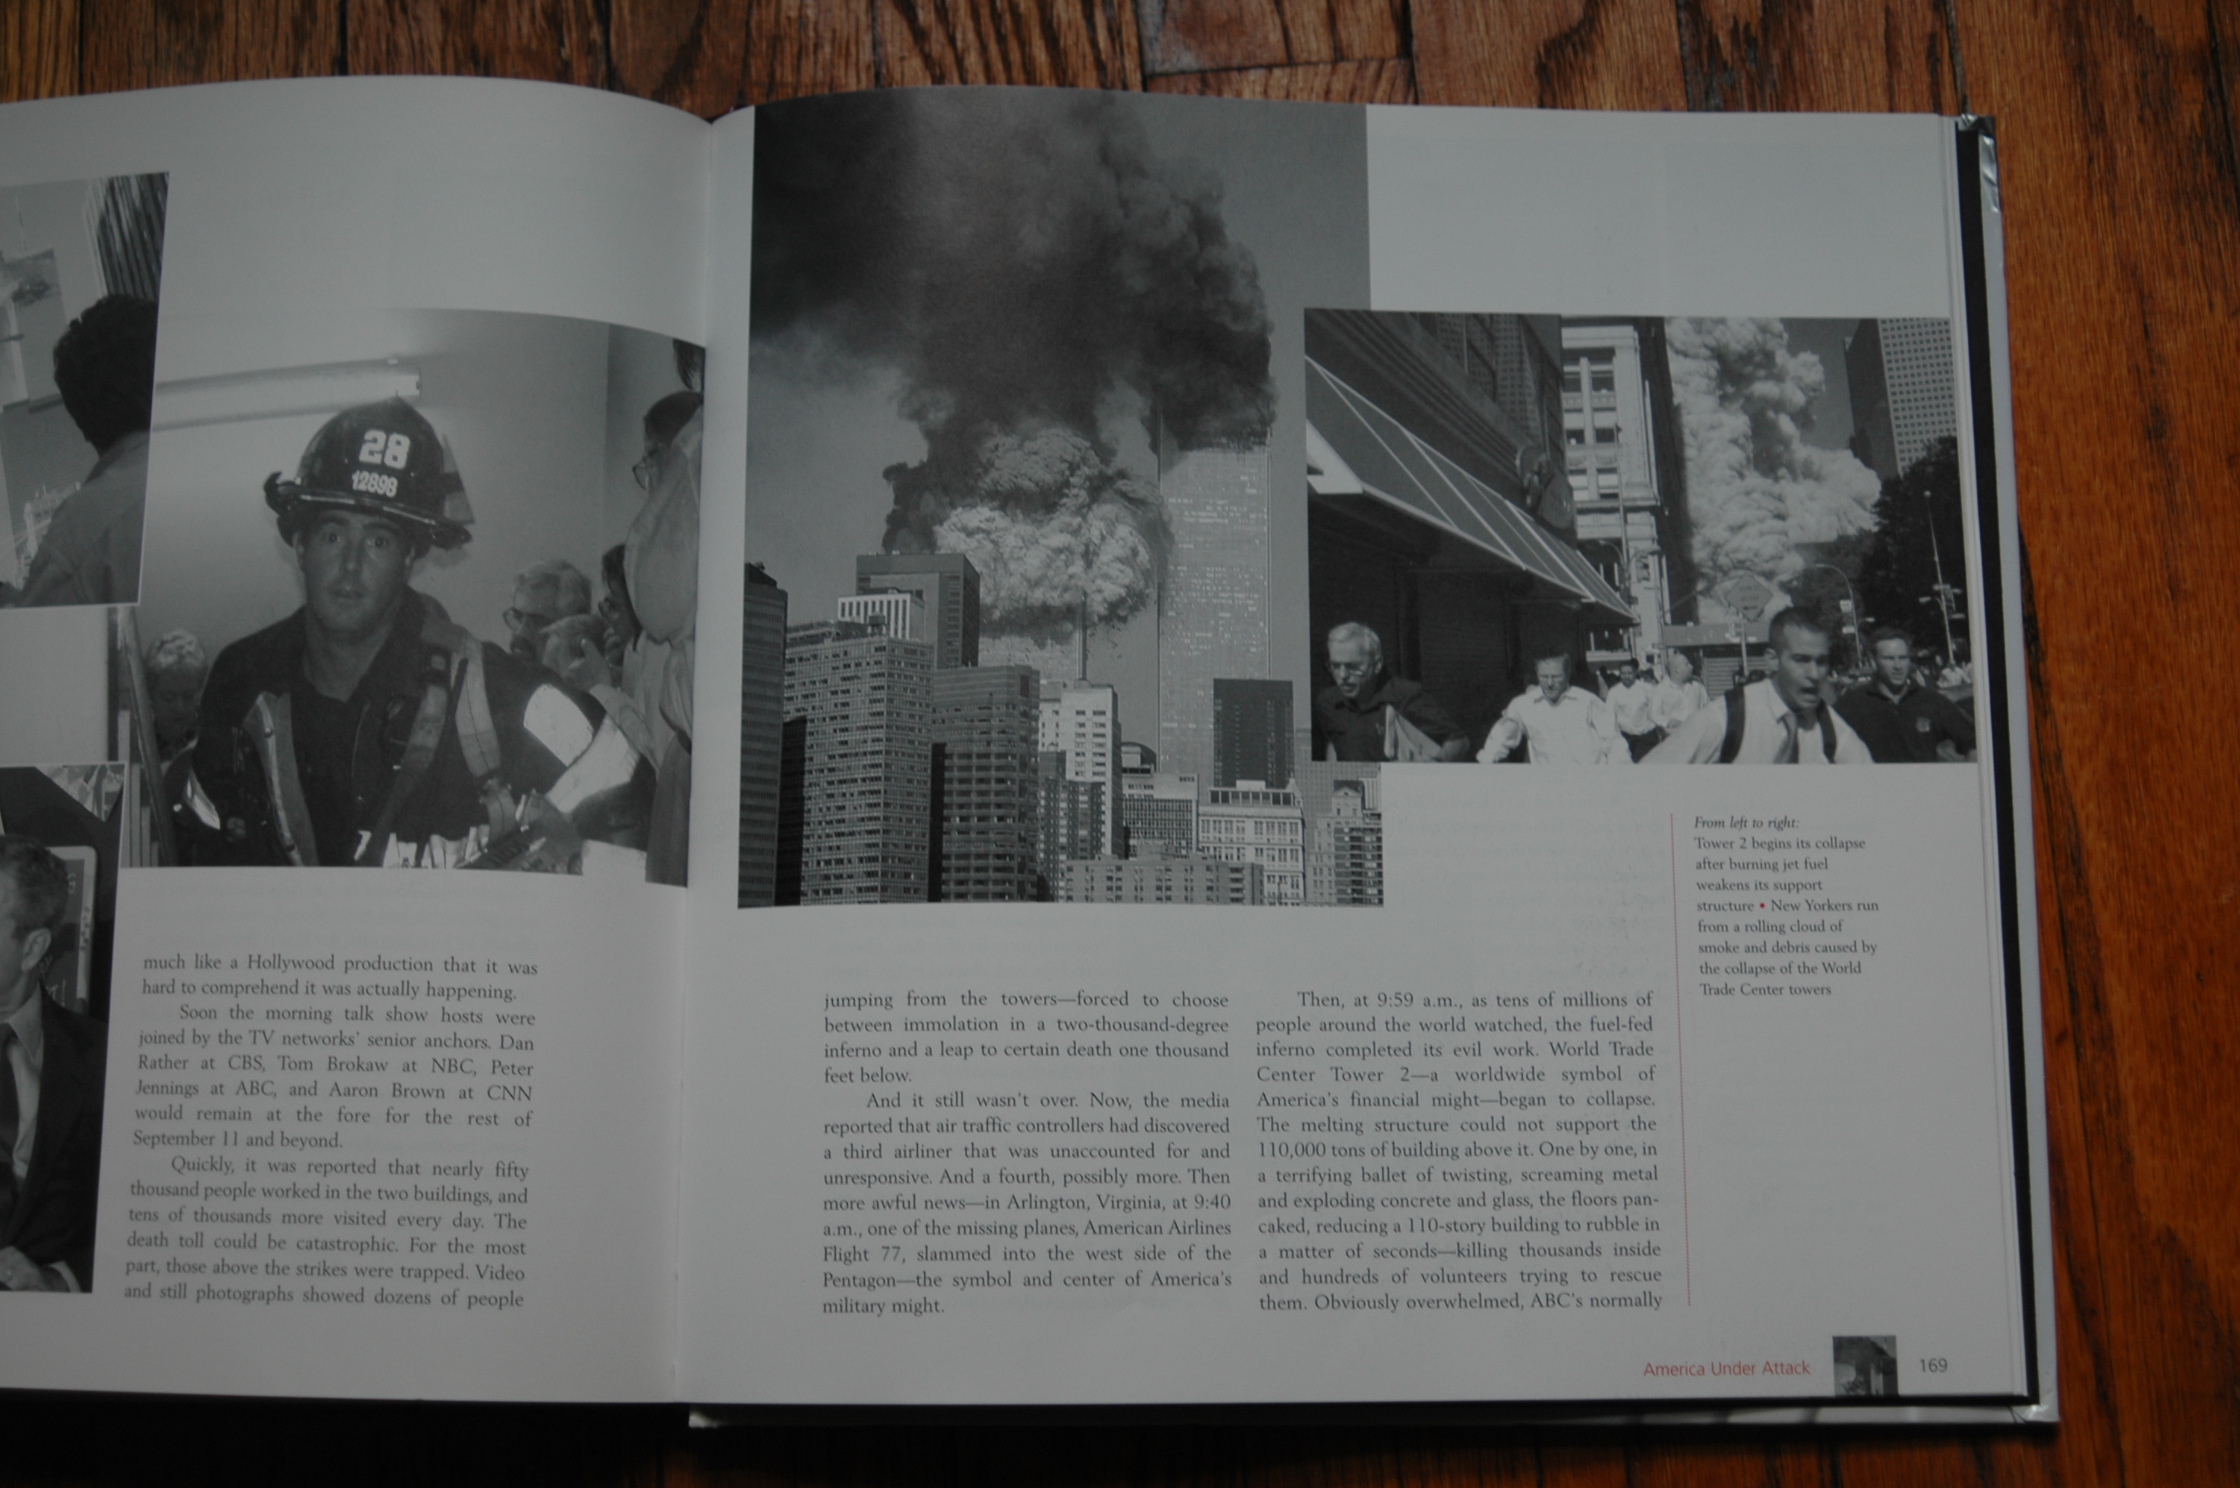 28
12898
much like a Hollywood production that it was
hard to comprehend it was actually happening.
Soon the morning talk show hosts were
joined by the TV networks' senior anchors. Dan
Rather at CBS, Tom Brokaw at NBC, Peter
Jennings at ABC, and Aaron Brown at CNN
would remain at the fore for the rest of
September 11 and beyond.
Quickly, it was reported that nearly fifty
thousand people worked in the two buildings, and
tens of thousands more visited every day. The
death toll could be catastrophic. For the most
part, those above the strikes were trapped. Video
and still photographs showed dozens of people
jumping from the towers—forced to choose
between immolation in a two-thousand-degree
inferno and a leap to certain death one thousand
feet below.
And it still wasn't over. Now, the media
reported that air traffic controllers had discovered
a third airliner that was unaccounted for and
unresponsive. And a fourth, possibly more. Then
more awful news—in Arlington, Virginia, at 9:40
a.m., one of the missing planes, American Airlines
Flight 77, slammed into the west side of the
Pentagon—the symbol and center of America's
military might.
Then, at 9:59 a.m., as tens of millions of
people around the world watched, the fuel-fed
inferno completed its evil work. World Trade
Center Tower 2—a worldwide symbol of
America's financial might—began to collapse.
The melting structure could not support the
110,000 tons of building above it. One by one, in
a terrifying ballet of twisting, screaming metal
and exploding concrete and glass, the floors pan-
caked, reducing a 110-story building to rubble in
a matter of seconds—killing thousands inside
and hundreds of volunteers trying to rescue
them. Obviously overwhelmed, ABC's normally
From left to right:
Tower 2 begins its collapse
after burning jet fuel
weakens its support
structure • New Yorkers run
from a rolling cloud of
smoke and debris caused by
the collapse of the World
Trade Center towers
America Under Attack
169